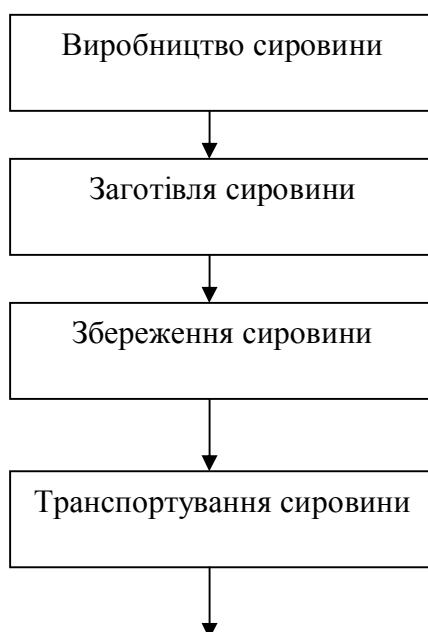 Виробництво сировини
Заготівля сировини
Збереження сировини
Транспортування сировини